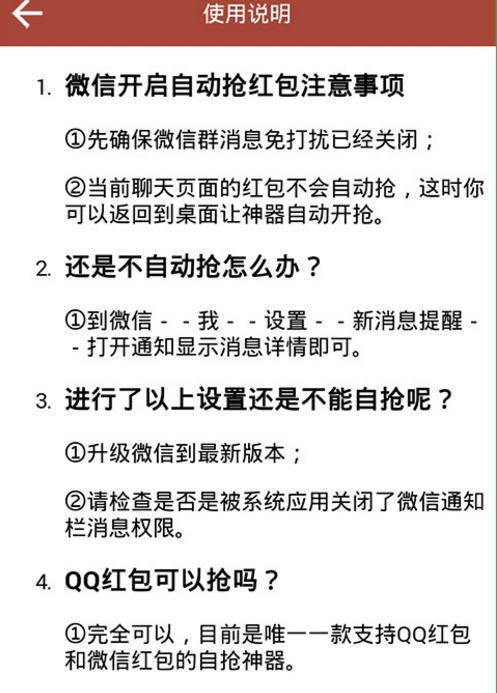 使用说明
1. 微信开启自动抢红包注意事项
①先确保微信群消息免打扰已经关闭；
②当前聊天页面的红包不会自动抢，这时你
可以返回到桌面让神器自动开抢。
2. 还是不自动抢怎么办？
①到微信－－我－－设置－－新消息提醒－
－打开通知显示消息详情即可。
3. 进行了以上设置还是不能自抢呢？
①升级微信到最新版本；
②请检查是否是被系统应用关闭了微信通知
栏消息权限。
4. QQ红包可以抢吗？
①完全可以，目前是唯一一款支持QQ红包
和微信红包的自抢神器。